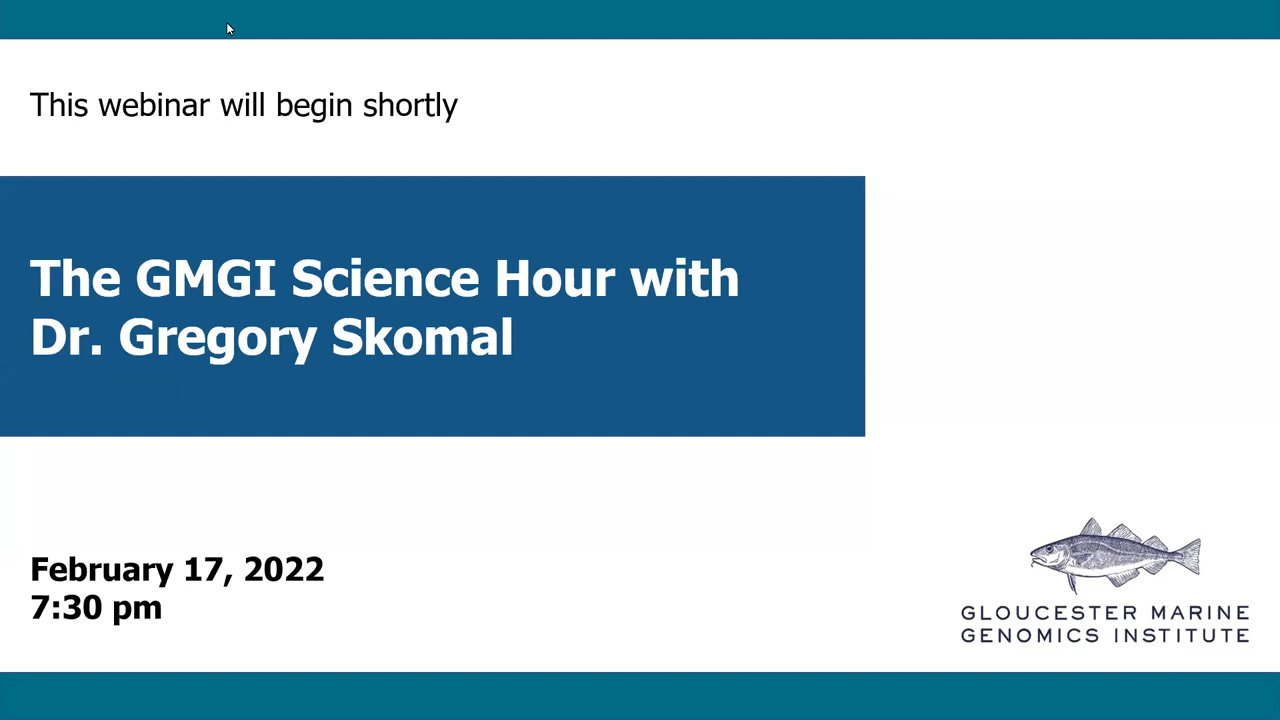 This webinar will begin shortly
The GMGI Science Hour with
Dr. Gregory Skomal
February 17, 2022
7:30 pm
GLOUCESTER MARINE
GENOMICS INSTITUTE